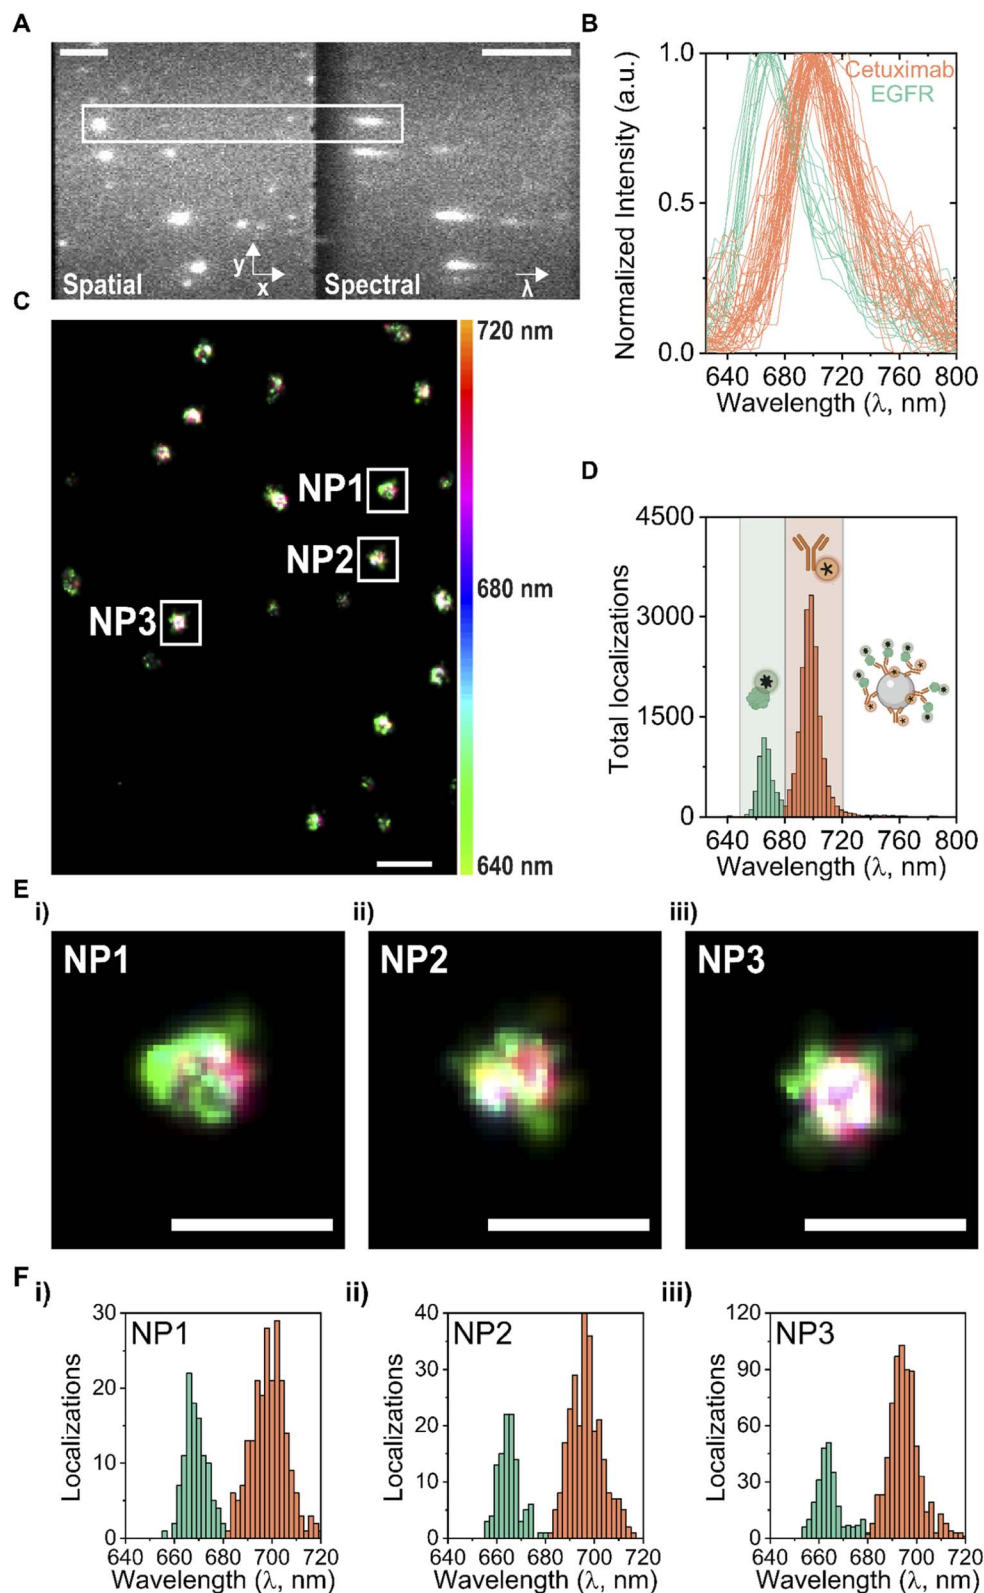 A
Spatial
y
x
Spectral
λ
B
Normalized Intensity (a.u.)
1.0
0.5
0.0
Cetuximab
EGFR
640 680 720 760 800
Wavelength (λ, nm)
C
NP1
NP2
NP3
720 nm
680 nm
640 nm
D
Total localizations
4500
3000
1500
0
640 680 720 760 800
Wavelength (λ, nm)
E
i)
NP1
ii)
NP2
iii)
NP3
F
i)
NP1
Localizations
30
20
10
0
640 660 680 700 720
Wavelength (λ, nm)
ii)
NP2
Localizations
40
30
20
10
0
640 660 680 700 720
Wavelength (λ, nm)
iii)
NP3
Localizations
120
90
60
30
0
640 660 680 700 720
Wavelength (λ, nm)